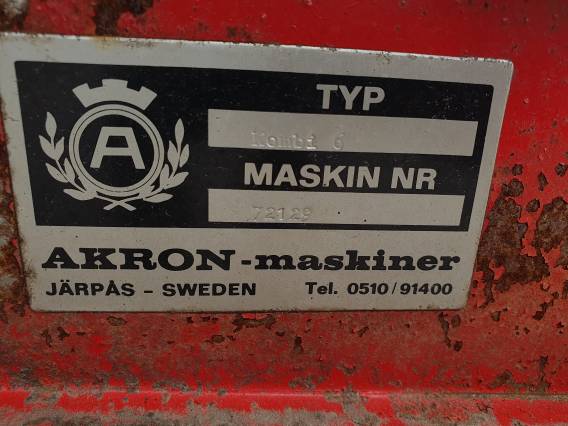 A
TYP
Kombi 6
MASKIN NR
72129
AKRON-maskiner
JÄRPÅS - SWEDEN Tel. 0510/91400